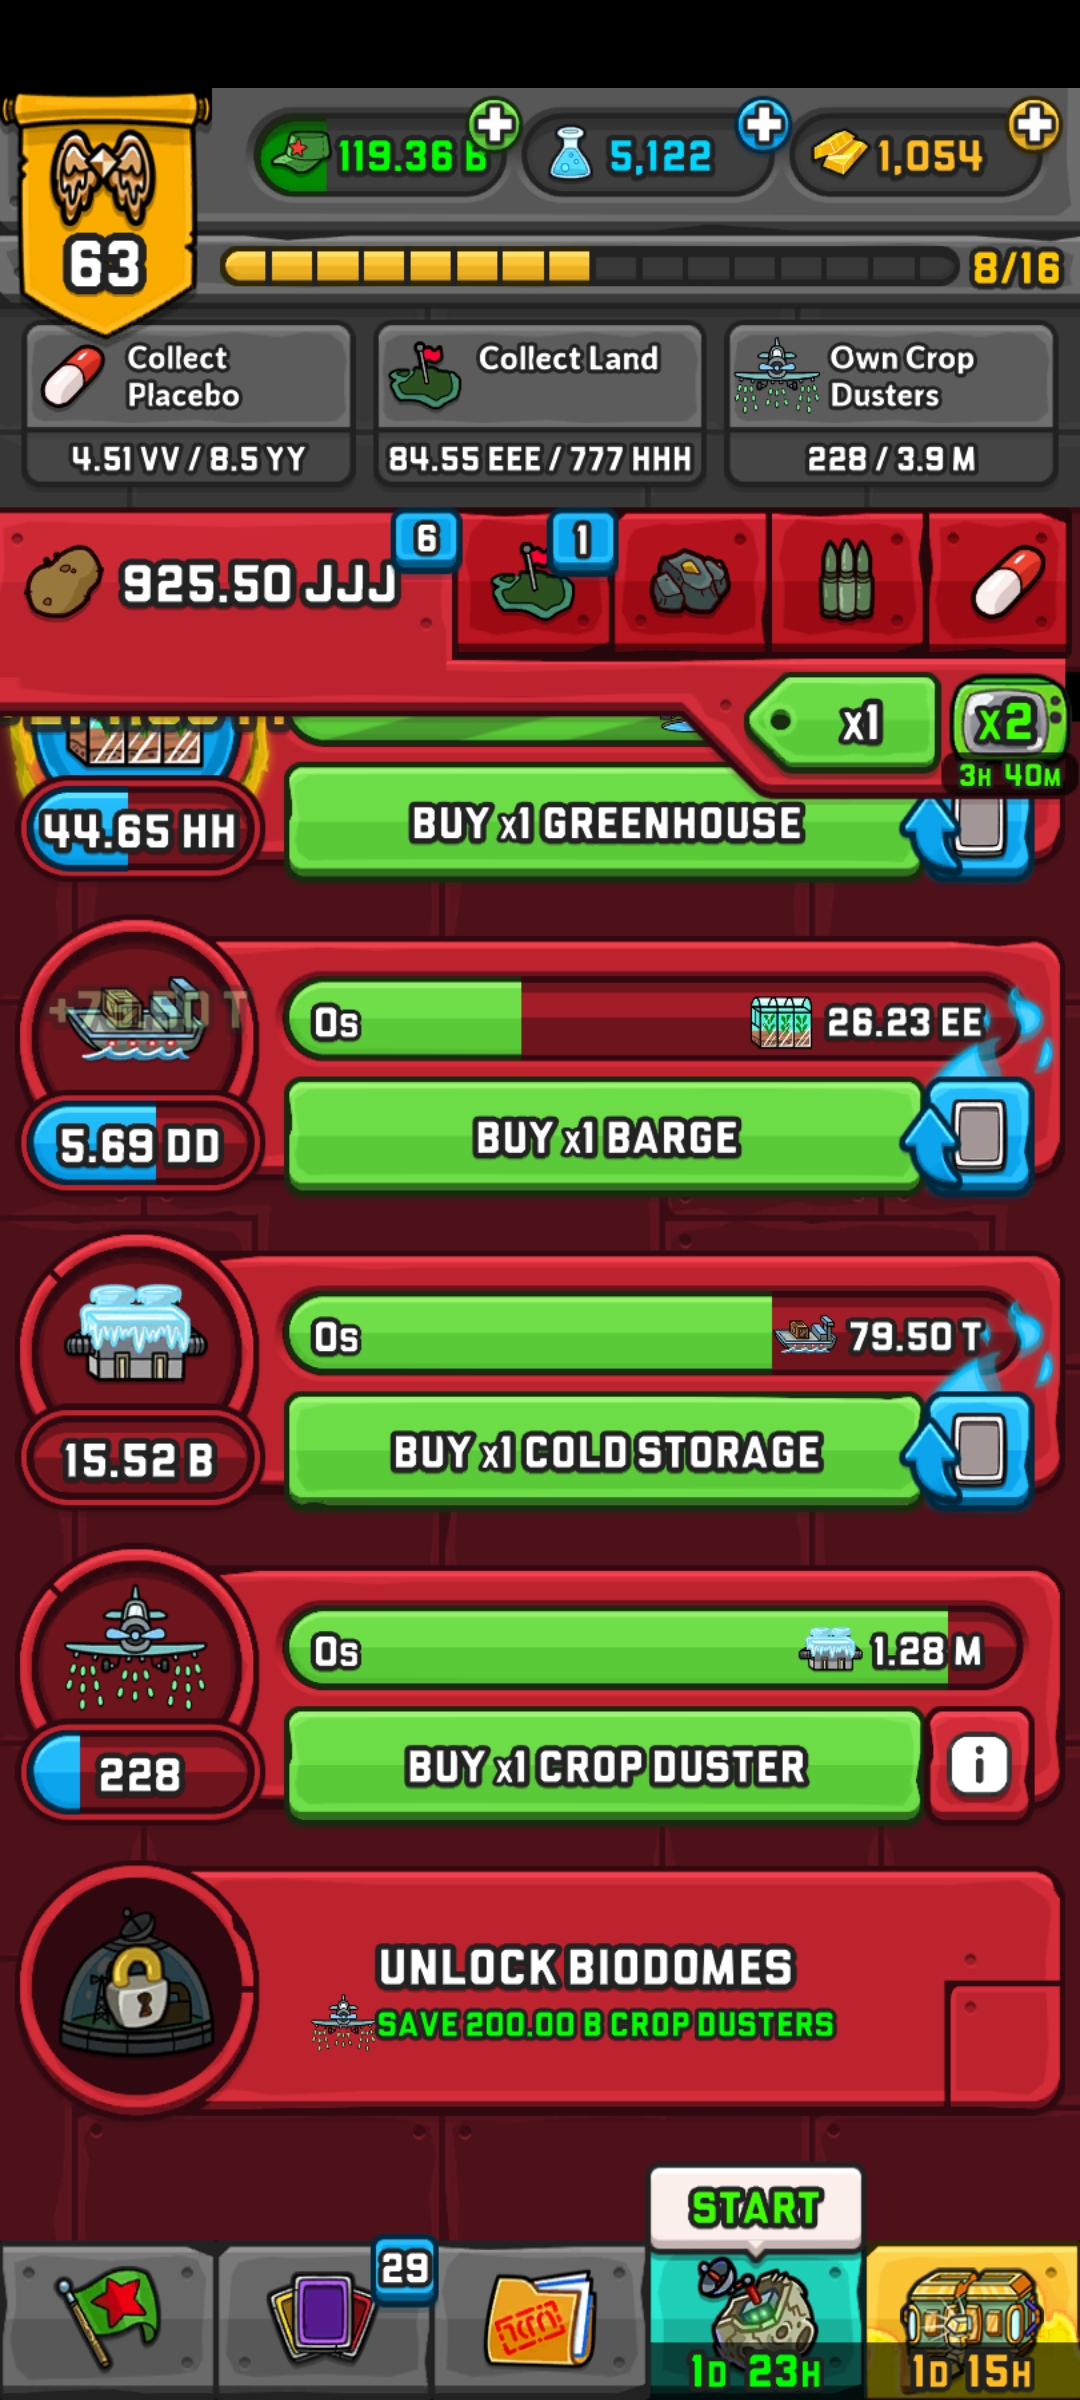 119.36 B
5,122
1,054
63
8/16
Collect
Placebo
4.51 VV / 8.5 YY
Collect Land
84.55 EEE / 777 HHH
Own Crop
Dusters
228 / 3.9 M
925.50 JJJ
6
1
x1
x2
3H 40M
44.65 HH
BUY x1 GREENHOUSE
0s
26.23 EE
5.69 DD
BUY x1 BARGE
0s
79.50 T
15.52 B
BUY x1 COLD STORAGE
0s
1.28 M
228
BUY x1 CROP DUSTER
i
UNLOCK BIODOMES
SAVE 200.00 B CROP DUSTERS
START
29
1D 23H
1D 15H